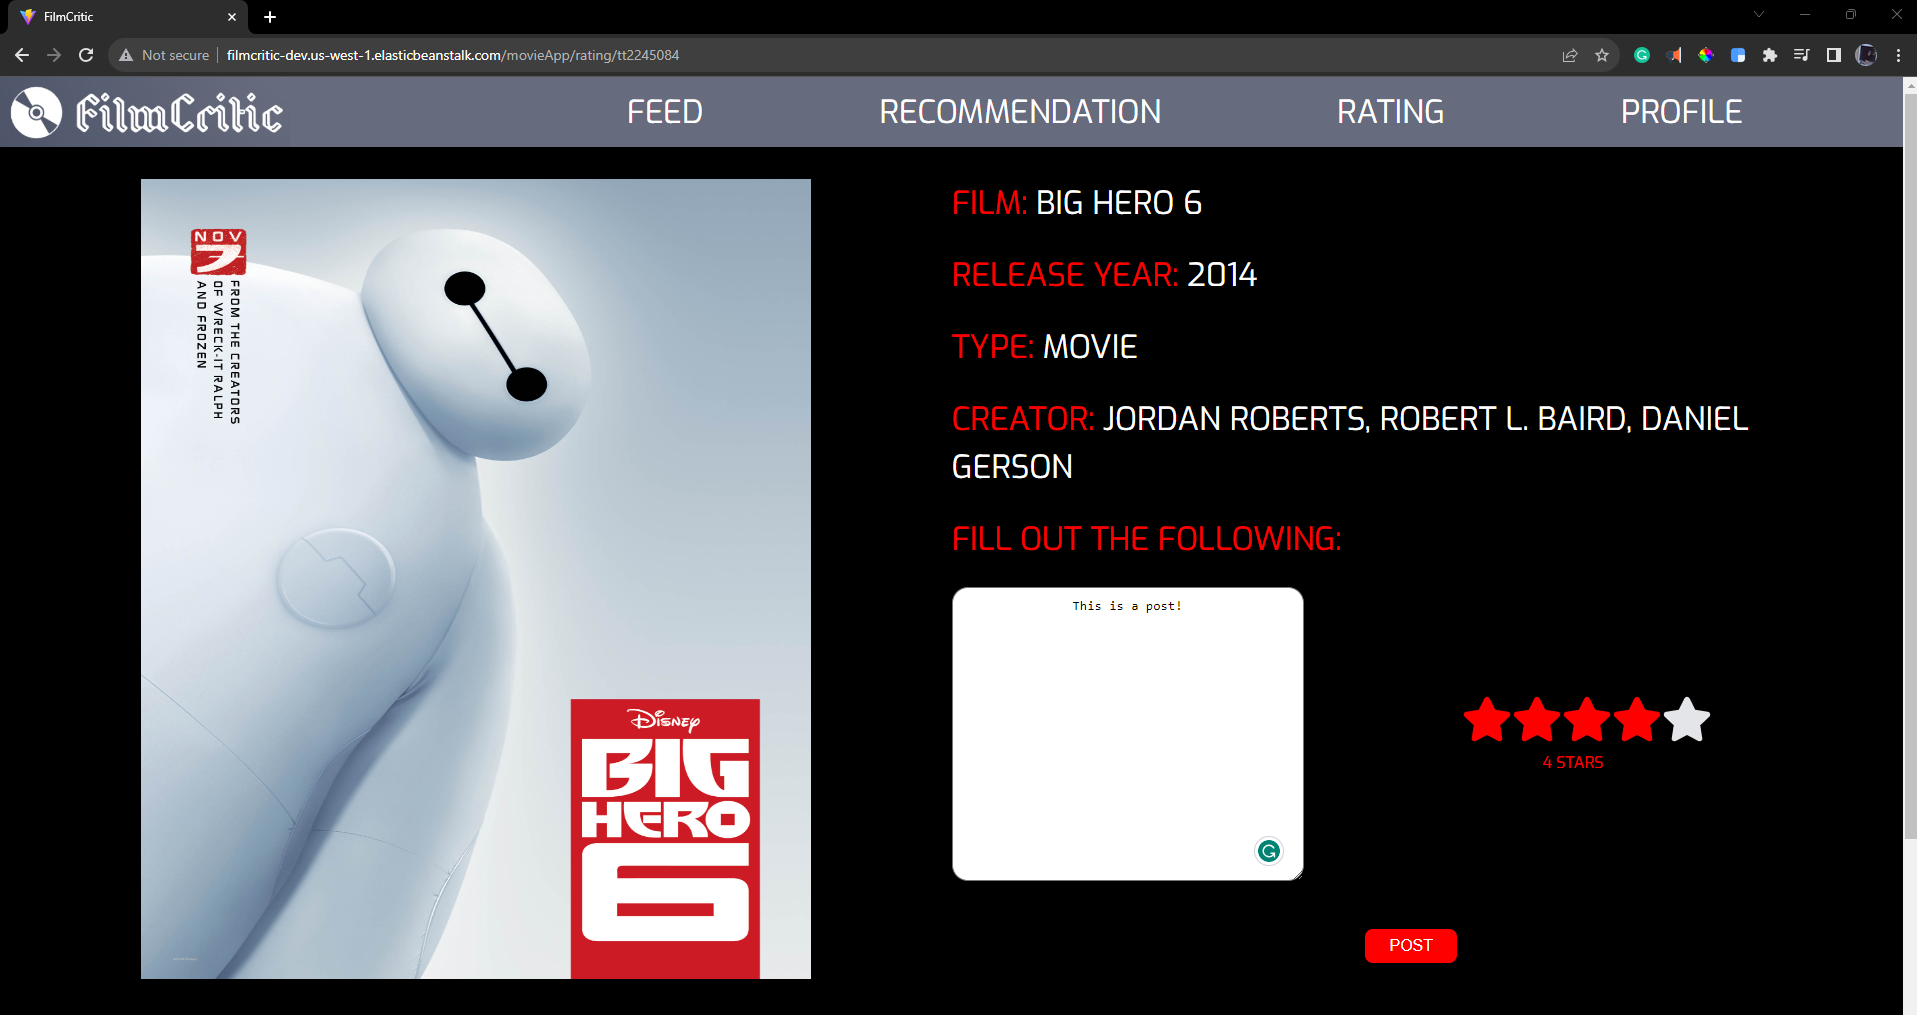 FilmCritic
Not secure
filmcritic-dev.us-west-1.elasticbeanstalk.com/movieApp/rating/tt2245084
FilmCritic
FEED
RECOMMENDATION
RATING
PROFILE
NOV
7
FROM THE CREATORS
OF WRECK-IT RALPH
AND FROZEN
Disney
BIG
HERO
6
FILM: BIG HERO 6
RELEASE YEAR: 2014
TYPE: MOVIE
CREATOR: JORDAN ROBERTS, ROBERT L. BAIRD, DANIEL
GERSON
FILL OUT THE FOLLOWING:
This is a post!
4 STARS
POST